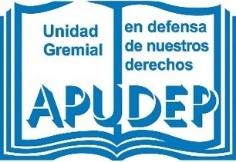 Unidad
Gremial
en defensa
de nuestros
derechos
APUDEP